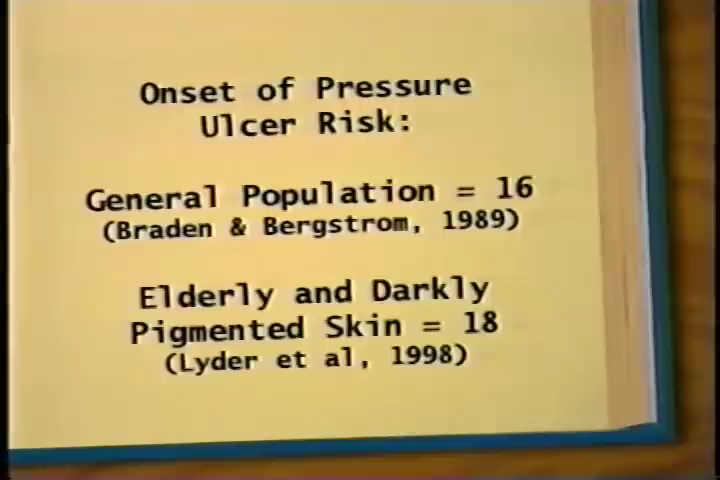 Onset of Pressure
Ulcer Risk:
General Population = 16
(Braden & Bergstrom, 1989)
Elderly and Darkly
Pigmented Skin = 18
(Lyder et al, 1998)